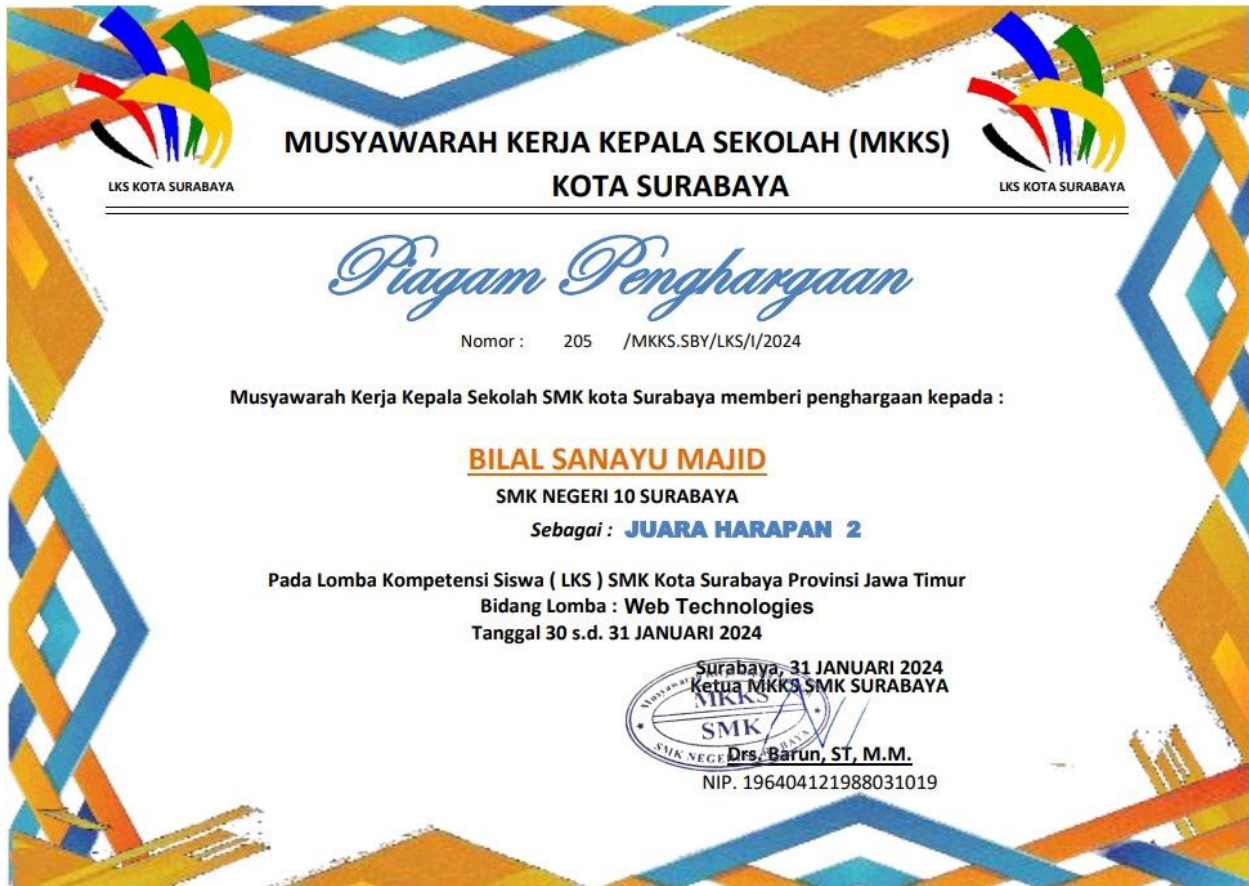 MUSYAWARAH KERJA KEPALA SEKOLAH (MKKS)
KOTA SURABAYA
LKS KOTA SURABAYA
LKS KOTA SURABAYA
Piagam Penghargaan
Nomor : 205 /MKKS.SBY/LKS/I/2024
Musyawarah Kerja Kepala Sekolah SMK kota Surabaya memberi penghargaan kepada :
BILAL SANAYU MAJID
SMK NEGERI 10 SURABAYA
Sebagai : JUARA HARAPAN 2
Pada Lomba Kompetensi Siswa ( LKS ) SMK Kota Surabaya Provinsi Jawa Timur
Bidang Lomba : Web Technologies
Tanggal 30 s.d. 31 JANUARI 2024
Surabaya, 31 JANUARI 2024
Ketua MKKS SMK SURABAYA
MKKS
SMK
Drs. Barun, ST, M.M.
NIP. 196404121988031019